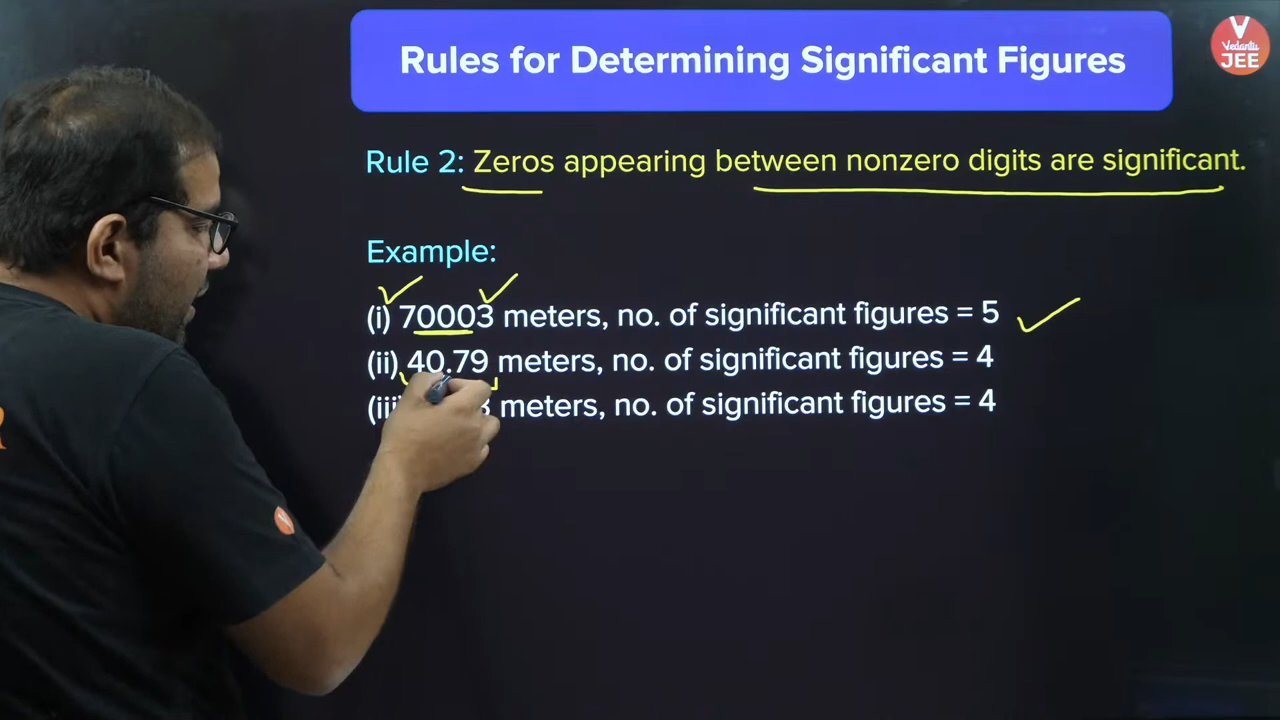 Rules for Determining Significant Figures
V
Vedantu
JEE
Rule 2: Zeros appearing between nonzero digits are significant.
Example:
(i) 70003 meters, no. of significant figures = 5
(ii) 40.79 meters, no. of significant figures = 4
(iii) meters, no. of significant figures = 4